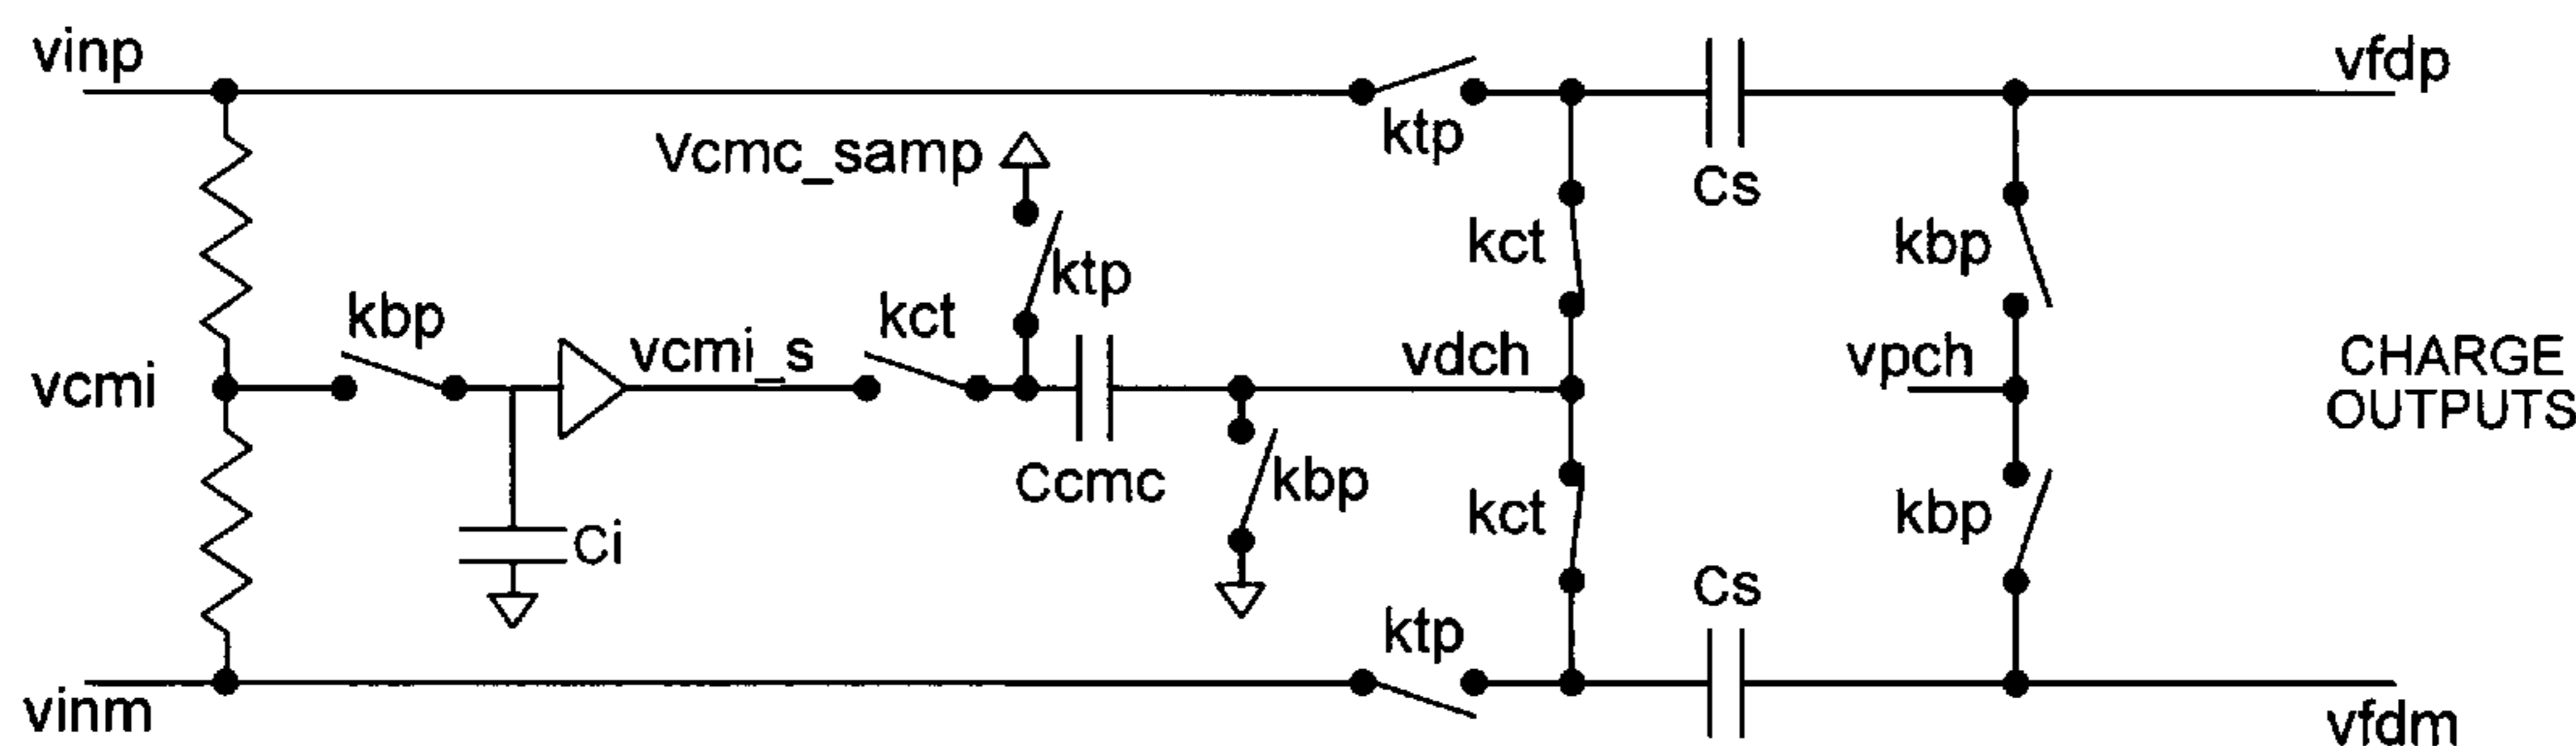 vinp
vfdp
Vcmc_samp
ktp
Cs
ktp
kct
kbp
kbp
vcmi_s
kct
vcmi
vdch
vpch
CHARGE
OUTPUTS
Ccmc
kbp
kct
kbp
Ci
Cs
ktp
vinm
vfdm